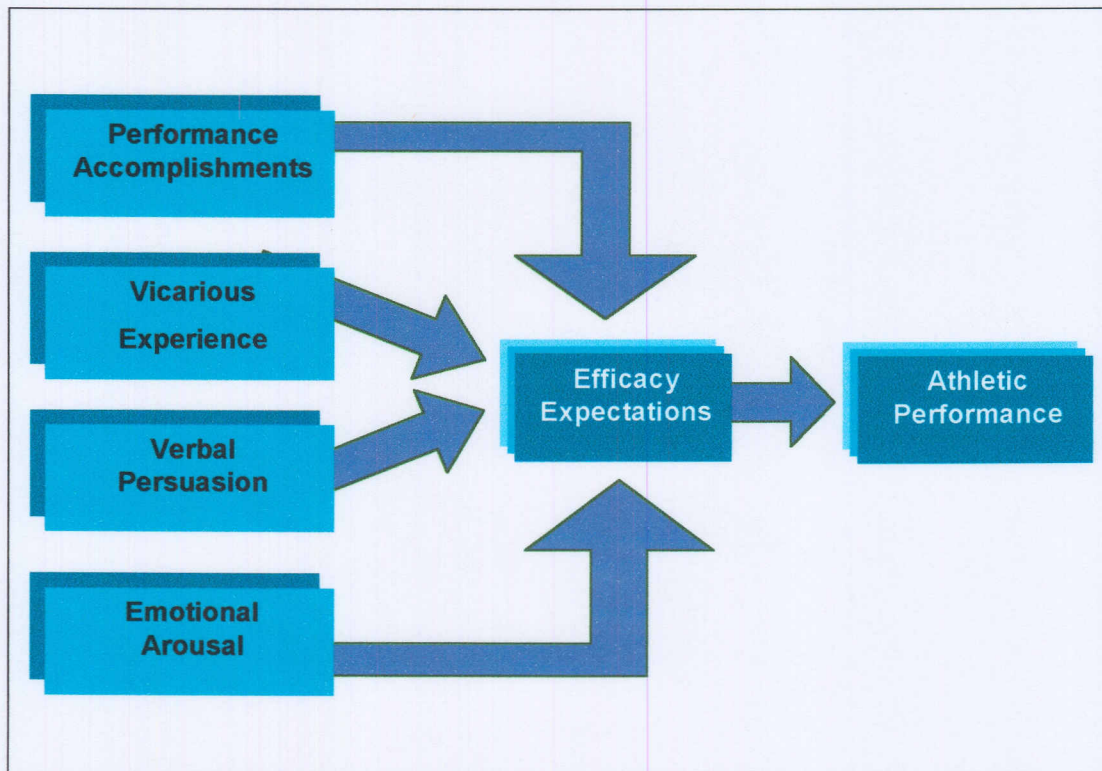 Performance
Accomplishments
Vicarious
Experience
Verbal
Persuasion
Emotional
Arousal
Efficacy
Expectations
Athletic
Performance